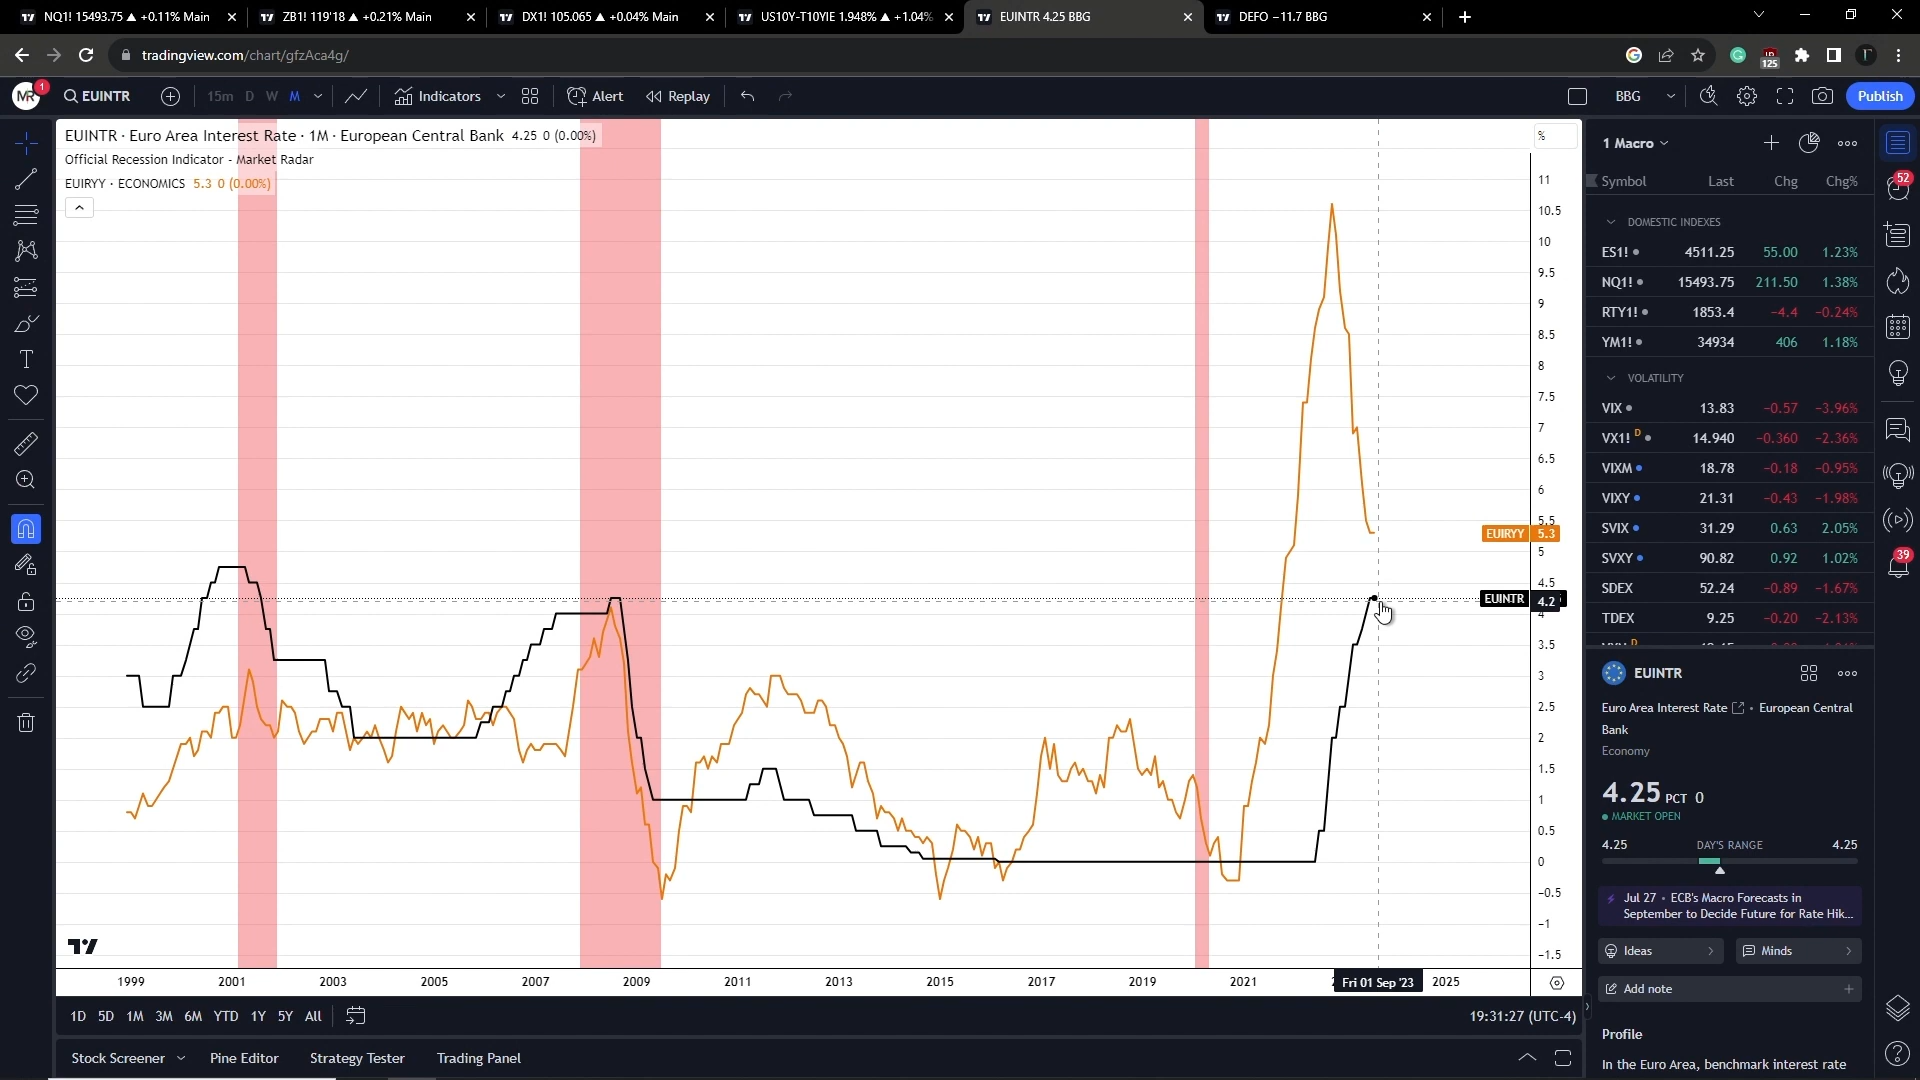 NQ1! 15493.75 ▲ +0.11% Main
ZB1! 119'18 ▲ +0.21% Main
DX1! 105.065 ▲ +0.04% Main
US10Y-T10YIE 1.948% ▲ +1.04%
EUINTR 4.25 BBG
DEFO −11.7 BBG
tradingview.com/chart/gfzAca4g/
125
MR 1
EUINTR
15m D W M
Indicators
Alert
Replay
BBG
Publish
EUINTR · Euro Area Interest Rate · 1M · European Central Bank 4.25 0 (0.00%)
Official Recession Indicator - Market Radar
EUIRYY · ECONOMICS 5.3 0 (0.00%)
%
11
10.5
10
9.5
9
8.5
8
7.5
7
6.5
6
5.5
EUIRYY 5.3
5
4.5
EUINTR 4.2
4
3.5
3
2.5
2
1.5
1
0.5
0
−0.5
−1
−1.5
1999 2001 2003 2005 2007 2009 2011 2013 2015 2017 2019 2021 Fri 01 Sep '23 2025
1D 5D 1M 3M 6M YTD 1Y 5Y All
19:31:27 (UTC-4)
Stock Screener
Pine Editor
Strategy Tester
Trading Panel
1 Macro
Symbol Last Chg Chg%
DOMESTIC INDEXES
ES1! 4511.25 55.00 1.23%
NQ1! 15493.75 211.50 1.38%
RTY1! 1853.4 −4.4 −0.24%
YM1! 34934 406 1.18%
VOLATILITY
VIX 13.83 −0.57 −3.96%
VX1! D 14.940 −0.360 −2.36%
VIXM 18.78 −0.18 −0.95%
VIXY 21.31 −0.43 −1.98%
SVIX 31.29 0.63 2.05%
SVXY 90.82 0.92 1.02%
SDEX 52.24 −0.89 −1.67%
TDEX 9.25 −0.20 −2.13%
EUINTR
Euro Area Interest Rate • European Central
Bank
Economy
4.25 PCT 0
MARKET OPEN
4.25 DAY'S RANGE 4.25
Jul 27 • ECB's Macro Forecasts in
September to Decide Future for Rate Hik...
Ideas
Minds
Add note
Profile
In the Euro Area, benchmark interest rate
52
39